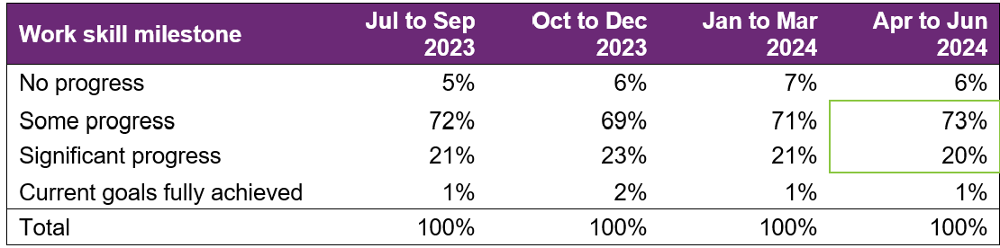 Work skill milestone Jul to Sep 2023 Oct to Dec 2023 Jan to Mar 2024 Apr to Jun 2024
No progress 5% 6% 7% 6%
Some progress 72% 69% 71% 73%
Significant progress 21% 23% 21% 20%
Current goals fully achieved 1% 2% 1% 1%
Total 100% 100% 100% 100%